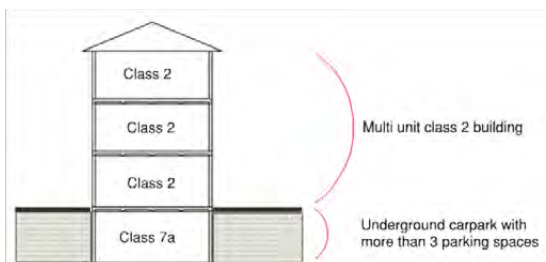 Class 2
Class 2
Multi unit class 2 building
Class 2
Class 7a
Underground carpark with
more than 3 parking spaces